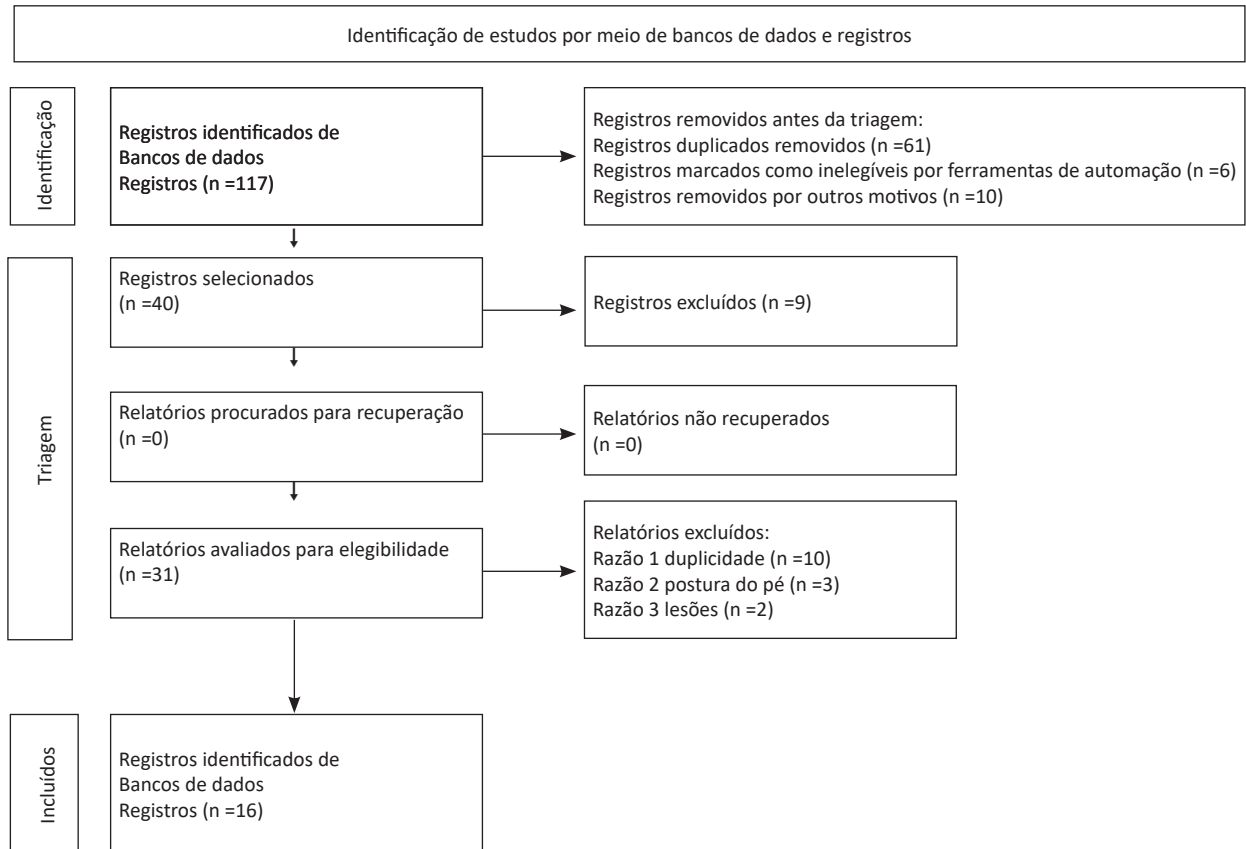 Identificação de estudos por meio de bancos de dados e registros
Identificação
Registros identificados de
Bancos de dados
Registros (n =117)
Registros removidos antes da triagem:
Registros duplicados removidos (n =61)
Registros marcados como inelegíveis por ferramentas de automação (n =6)
Registros removidos por outros motivos (n =10)
Triagem
Registros selecionados
(n =40)
Registros excluídos (n =9)
Relatórios procurados para recuperação
(n =0)
Relatórios não recuperados
(n =0)
Relatórios avaliados para elegibilidade
(n =31)
Relatórios excluídos:
Razão 1 duplicidade (n =10)
Razão 2 postura do pé (n =3)
Razão 3 lesões (n =2)
Incluídos
Registros identificados de
Bancos de dados
Registros (n =16)